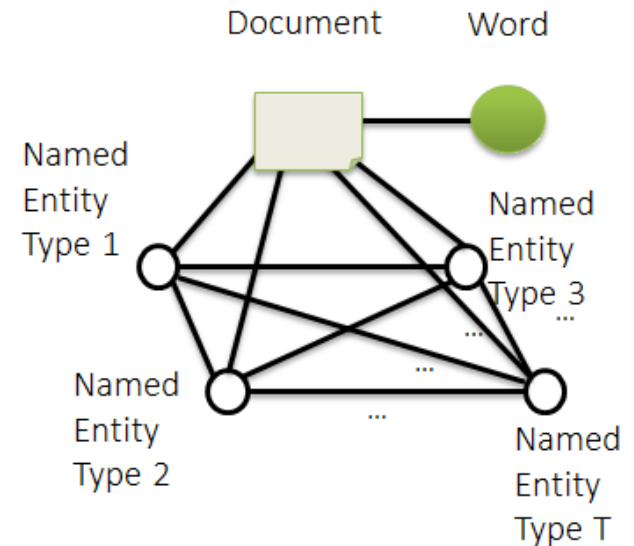 Document
Word
Named
Entity
Type 1
Named
Entity
Type 3
...
...
...
...
Named
Entity
Type 2
Named
Entity
Type T